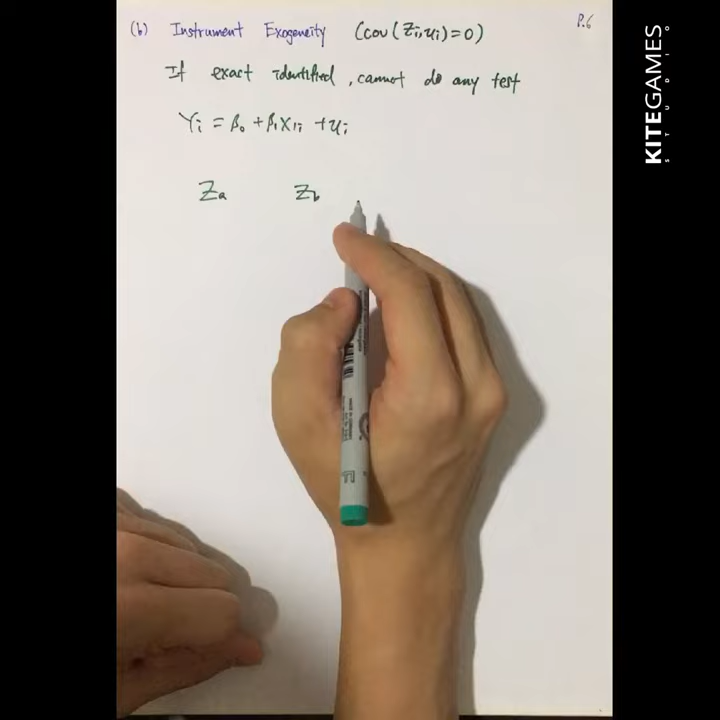 (b) Instrument Exogeneity (cov(Zi,ui)=0)
P.6
If exact identified, cannot do any test
Yi = β0 + β1X1i + ui
Za Zb
KITEGAMES
STUDIO